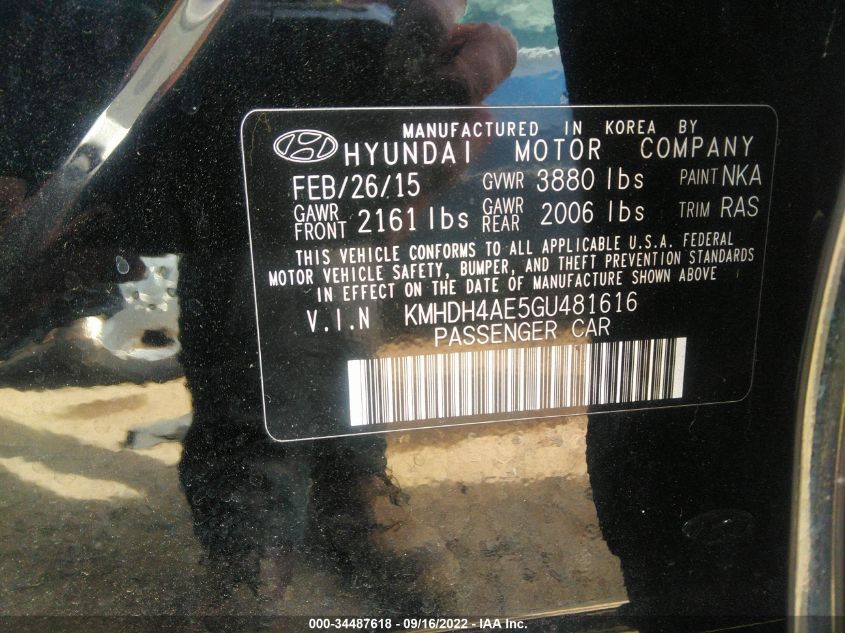 MANUFACTURED IN KOREA BY
HYUNDAI MOTOR COMPANY
FEB/26/15 GVWR 3880 lbs PAINT NKA
GAWR FRONT 2161 lbs GAWR REAR 2006 lbs TRIM RAS
THIS VEHICLE CONFORMS TO ALL APPLICABLE U.S.A. FEDERAL
MOTOR VEHICLE SAFETY, BUMPER, AND THEFT PREVENTION STANDARDS
IN EFFECT ON THE DATE OF MANUFACTURE SHOWN ABOVE
V.I.N KMHDH4AE5GU481616
PASSENGER CAR
000-34487618 - 09/16/2022 - IAA Inc.